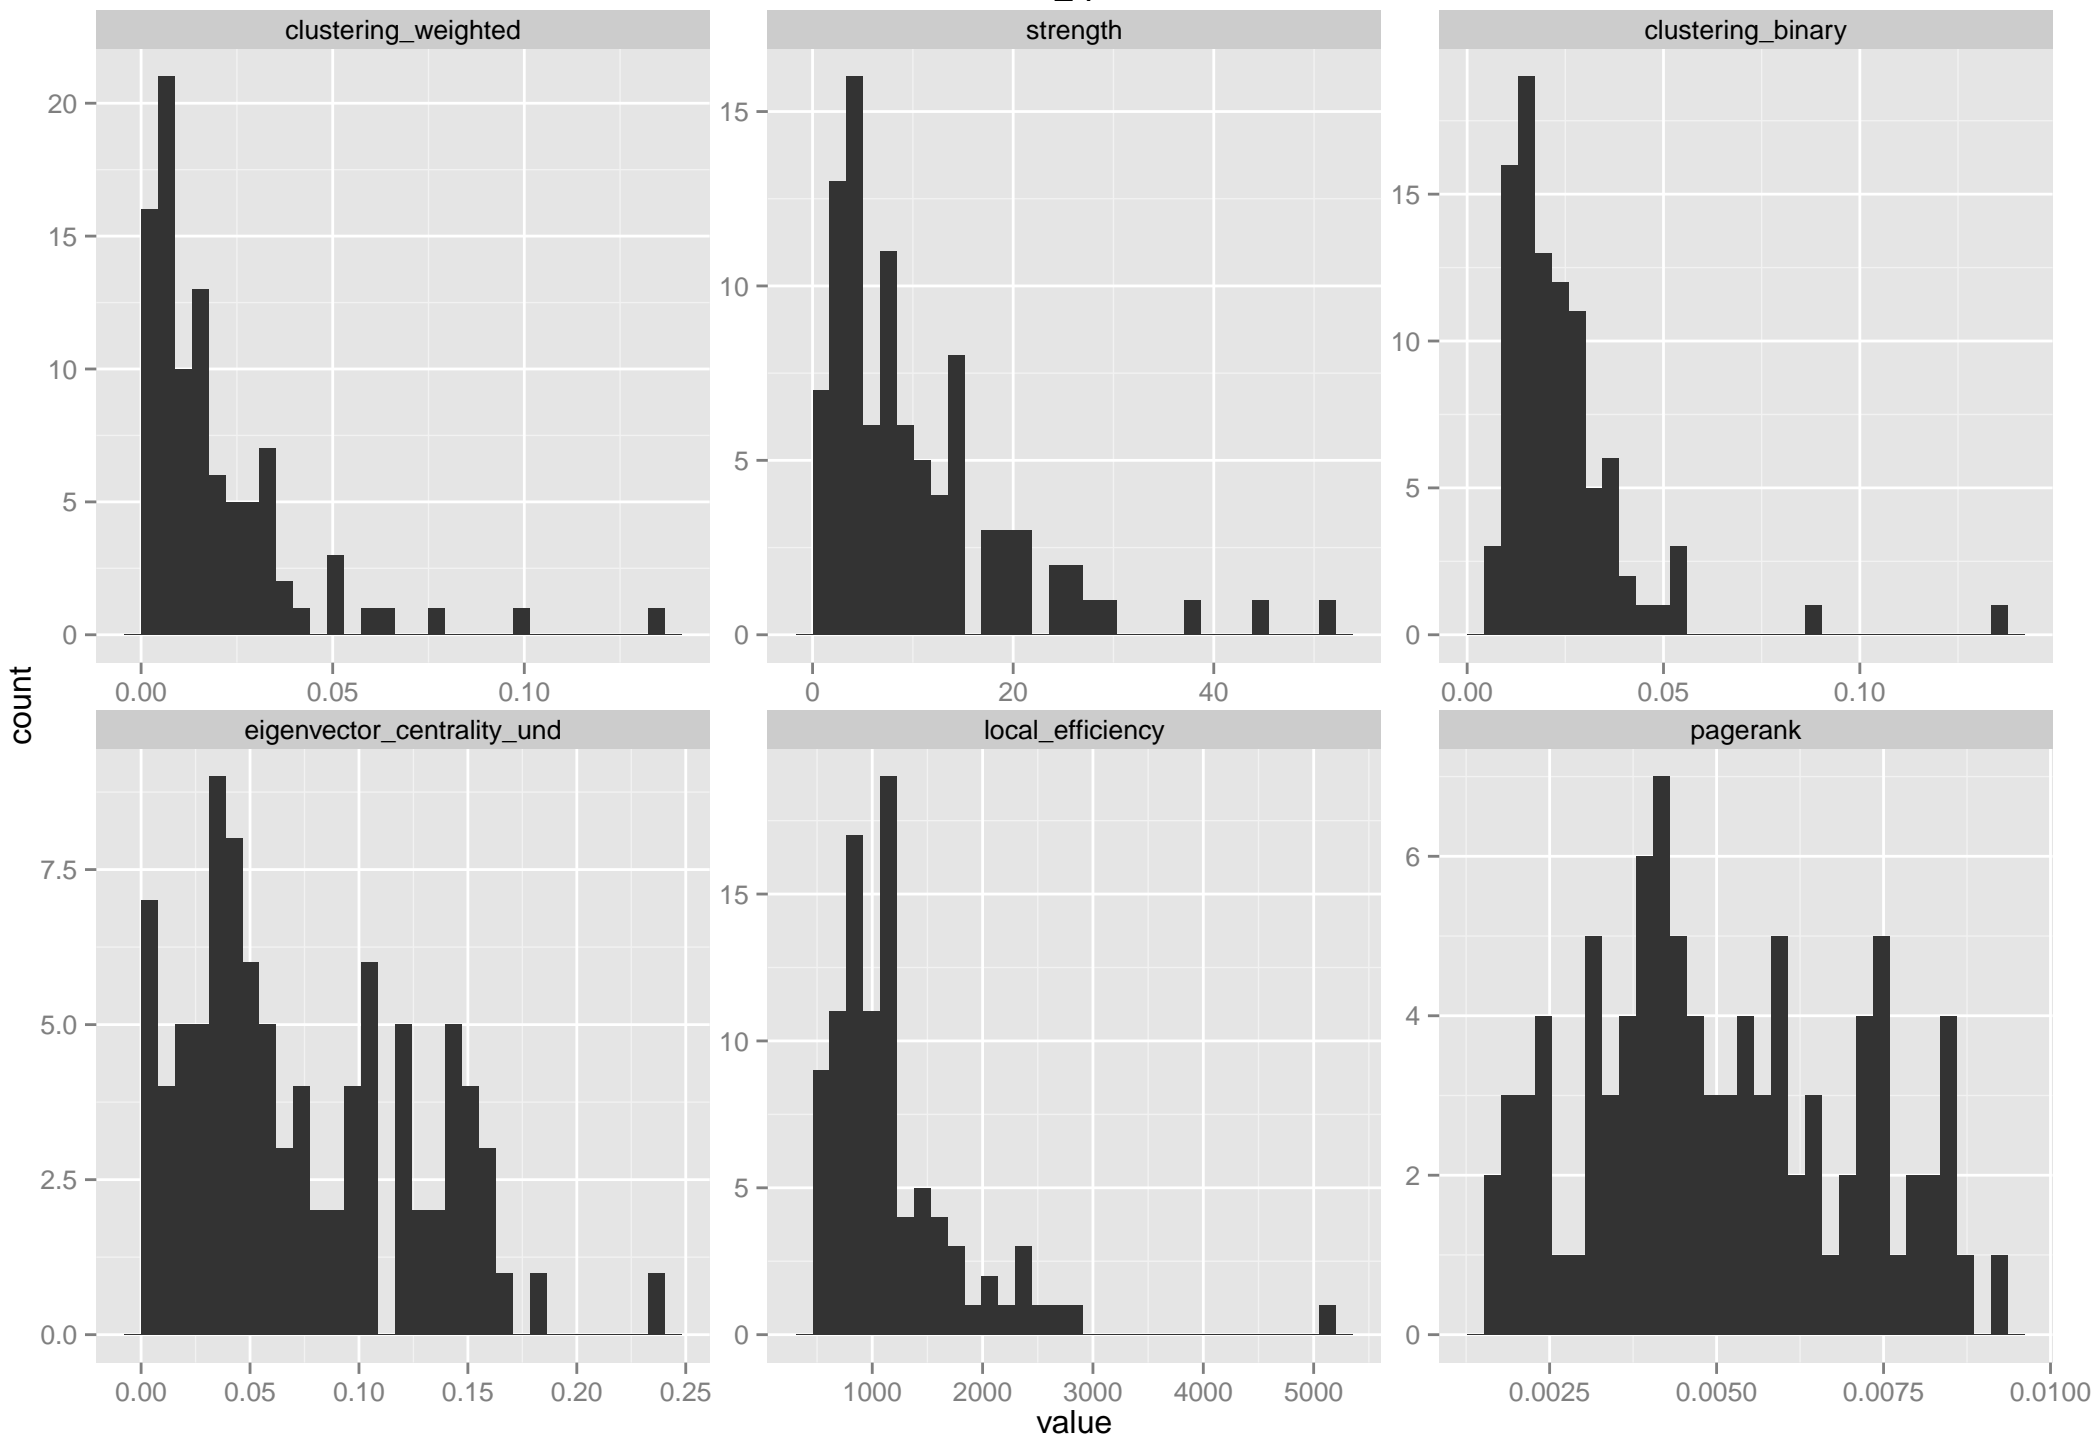 clustering_weighted
strength
clustering_binary
20
15
10
5
0
15
10
5
0
15
10
5
0
0.00 0.05 0.10
0 20 40
0.00 0.05 0.10
count
eigenvector_centrality_und
local_efficiency
pagerank
7.5
5.0
2.5
0.0
15
10
5
0
6
4
2
0
0.00 0.05 0.10 0.15 0.20 0.25
1000 2000 3000 4000 5000
0.0025 0.0050 0.0075 0.0100
value